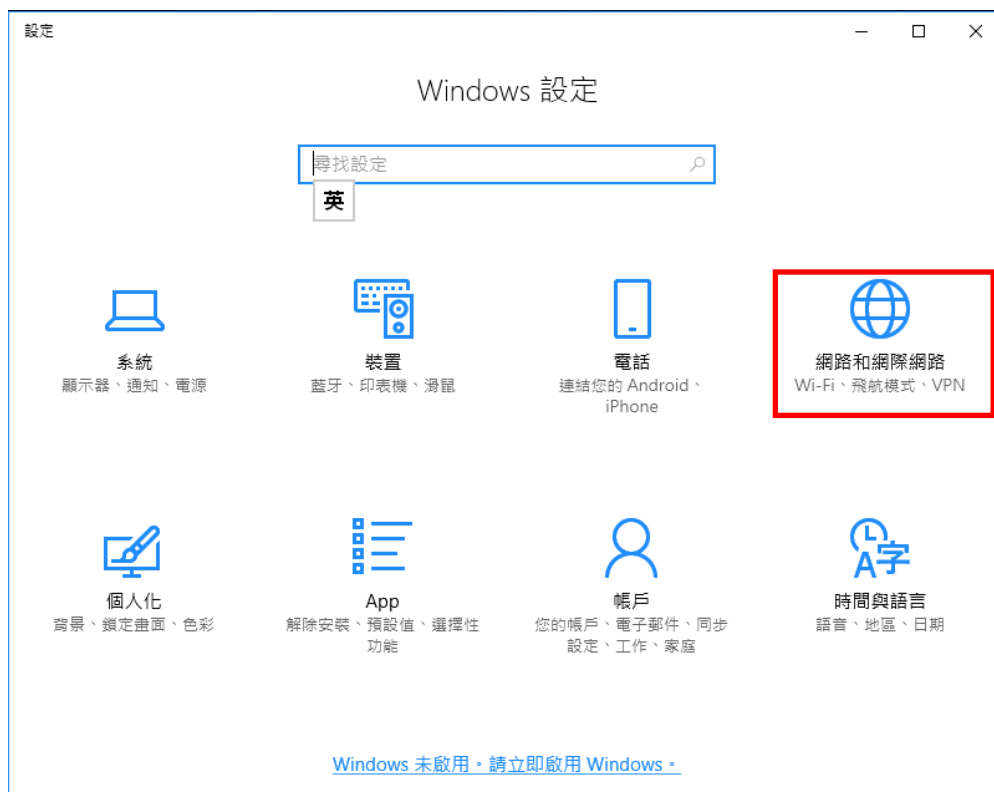 設定
Windows 設定
尋找設定
英
系統
顯示器、通知、電源
裝置
藍牙、印表機、滑鼠
電話
連結您的 Android、
iPhone
網路和網際網路
Wi-Fi、飛航模式、VPN
個人化
背景、鎖定畫面、色彩
App
解除安裝、預設值、選擇性
功能
帳戶
您的帳戶、電子郵件、同步
設定、工作、家庭
字
時間與語言
語音、地區、日期
Windows 未啟用。請立即啟用 Windows。